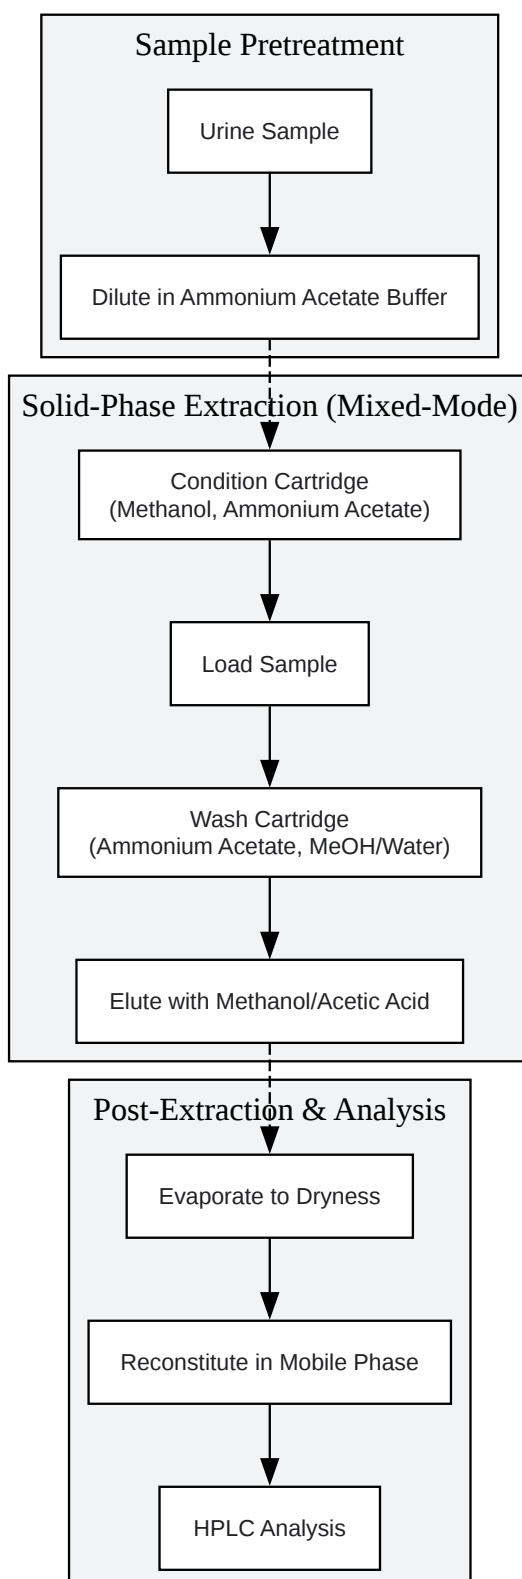 Sample Pretreatment
Urine Sample
Dilute in Ammonium Acetate Buffer
Solid-Phase Extraction (Mixed-Mode)
Condition Cartridge
(Methanol, Ammonium Acetate)
Load Sample
Wash Cartridge
(Ammonium Acetate, MeOH/Water)
Elute with Methanol/Acetic Acid
Post-Extraction & Analysis
Evaporate to Dryness
Reconstitute in Mobile Phase
HPLC Analysis